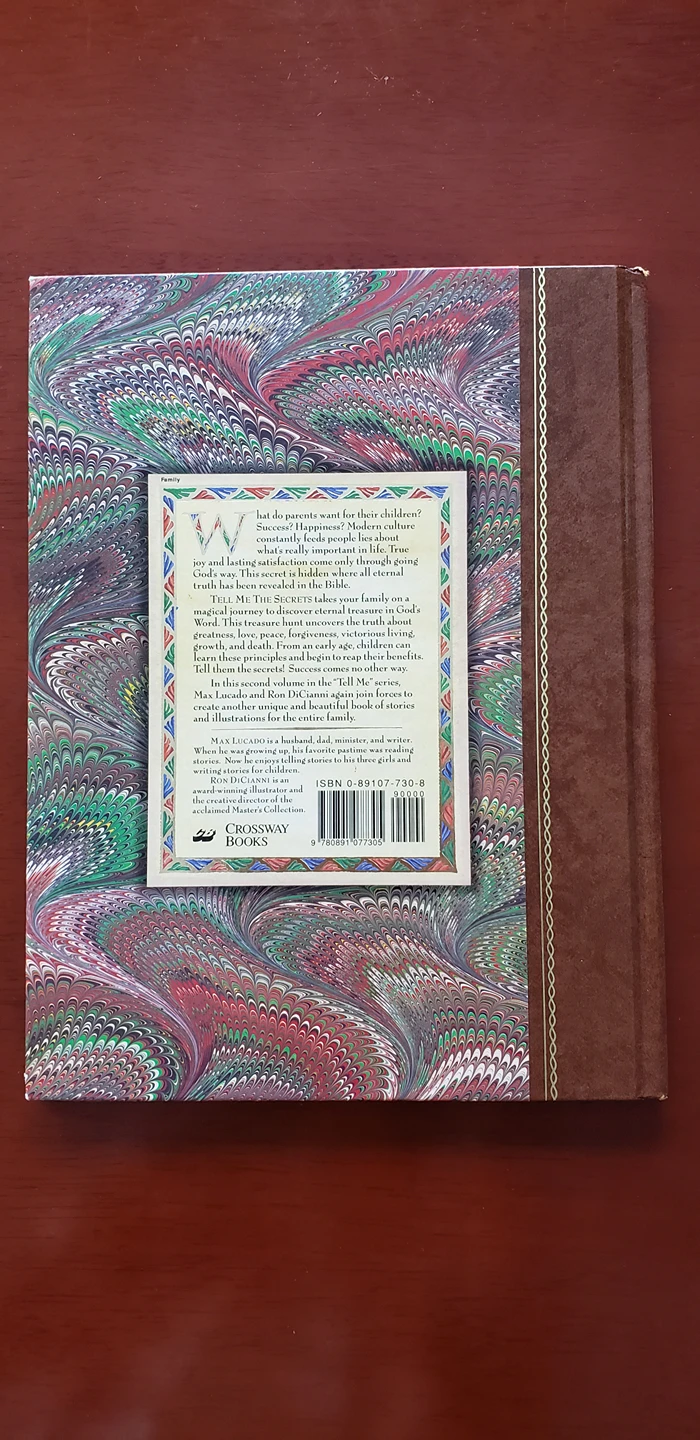 Family
What do parents want for their children?
Success? Happiness? Modern culture
constantly feeds people lies about
what's really important in life. True
joy and lasting satisfaction come only through going
God's way. This secret is hidden where all eternal
truth has been revealed in the Bible.
TELL ME THE SECRETS takes your family on a
magical journey to discover eternal treasure in God's
Word. This treasure hunt uncovers the truth about
greatness, love, peace, forgiveness, victorious living,
growth, and death. From an early age, children can
learn these principles and begin to reap their benefits.
Tell them the secrets! Success comes no other way.
In this second volume in the "Tell Me" series,
Max Lucado and Ron DiCianni again join forces to
create another unique and beautiful book of stories
and illustrations for the entire family.
MAX LUCADO is a husband, dad, minister, and writer.
When he was growing up, his favorite pastime was reading
stories. Now he enjoys telling stories to his three girls and
writing stories for children.
RON DICIANNI is an
award-winning illustrator and
the creative director of the
acclaimed Master's Collection.
CROSSWAY
BOOKS
ISBN 0-89107-730-8
90000
9 780891 077305